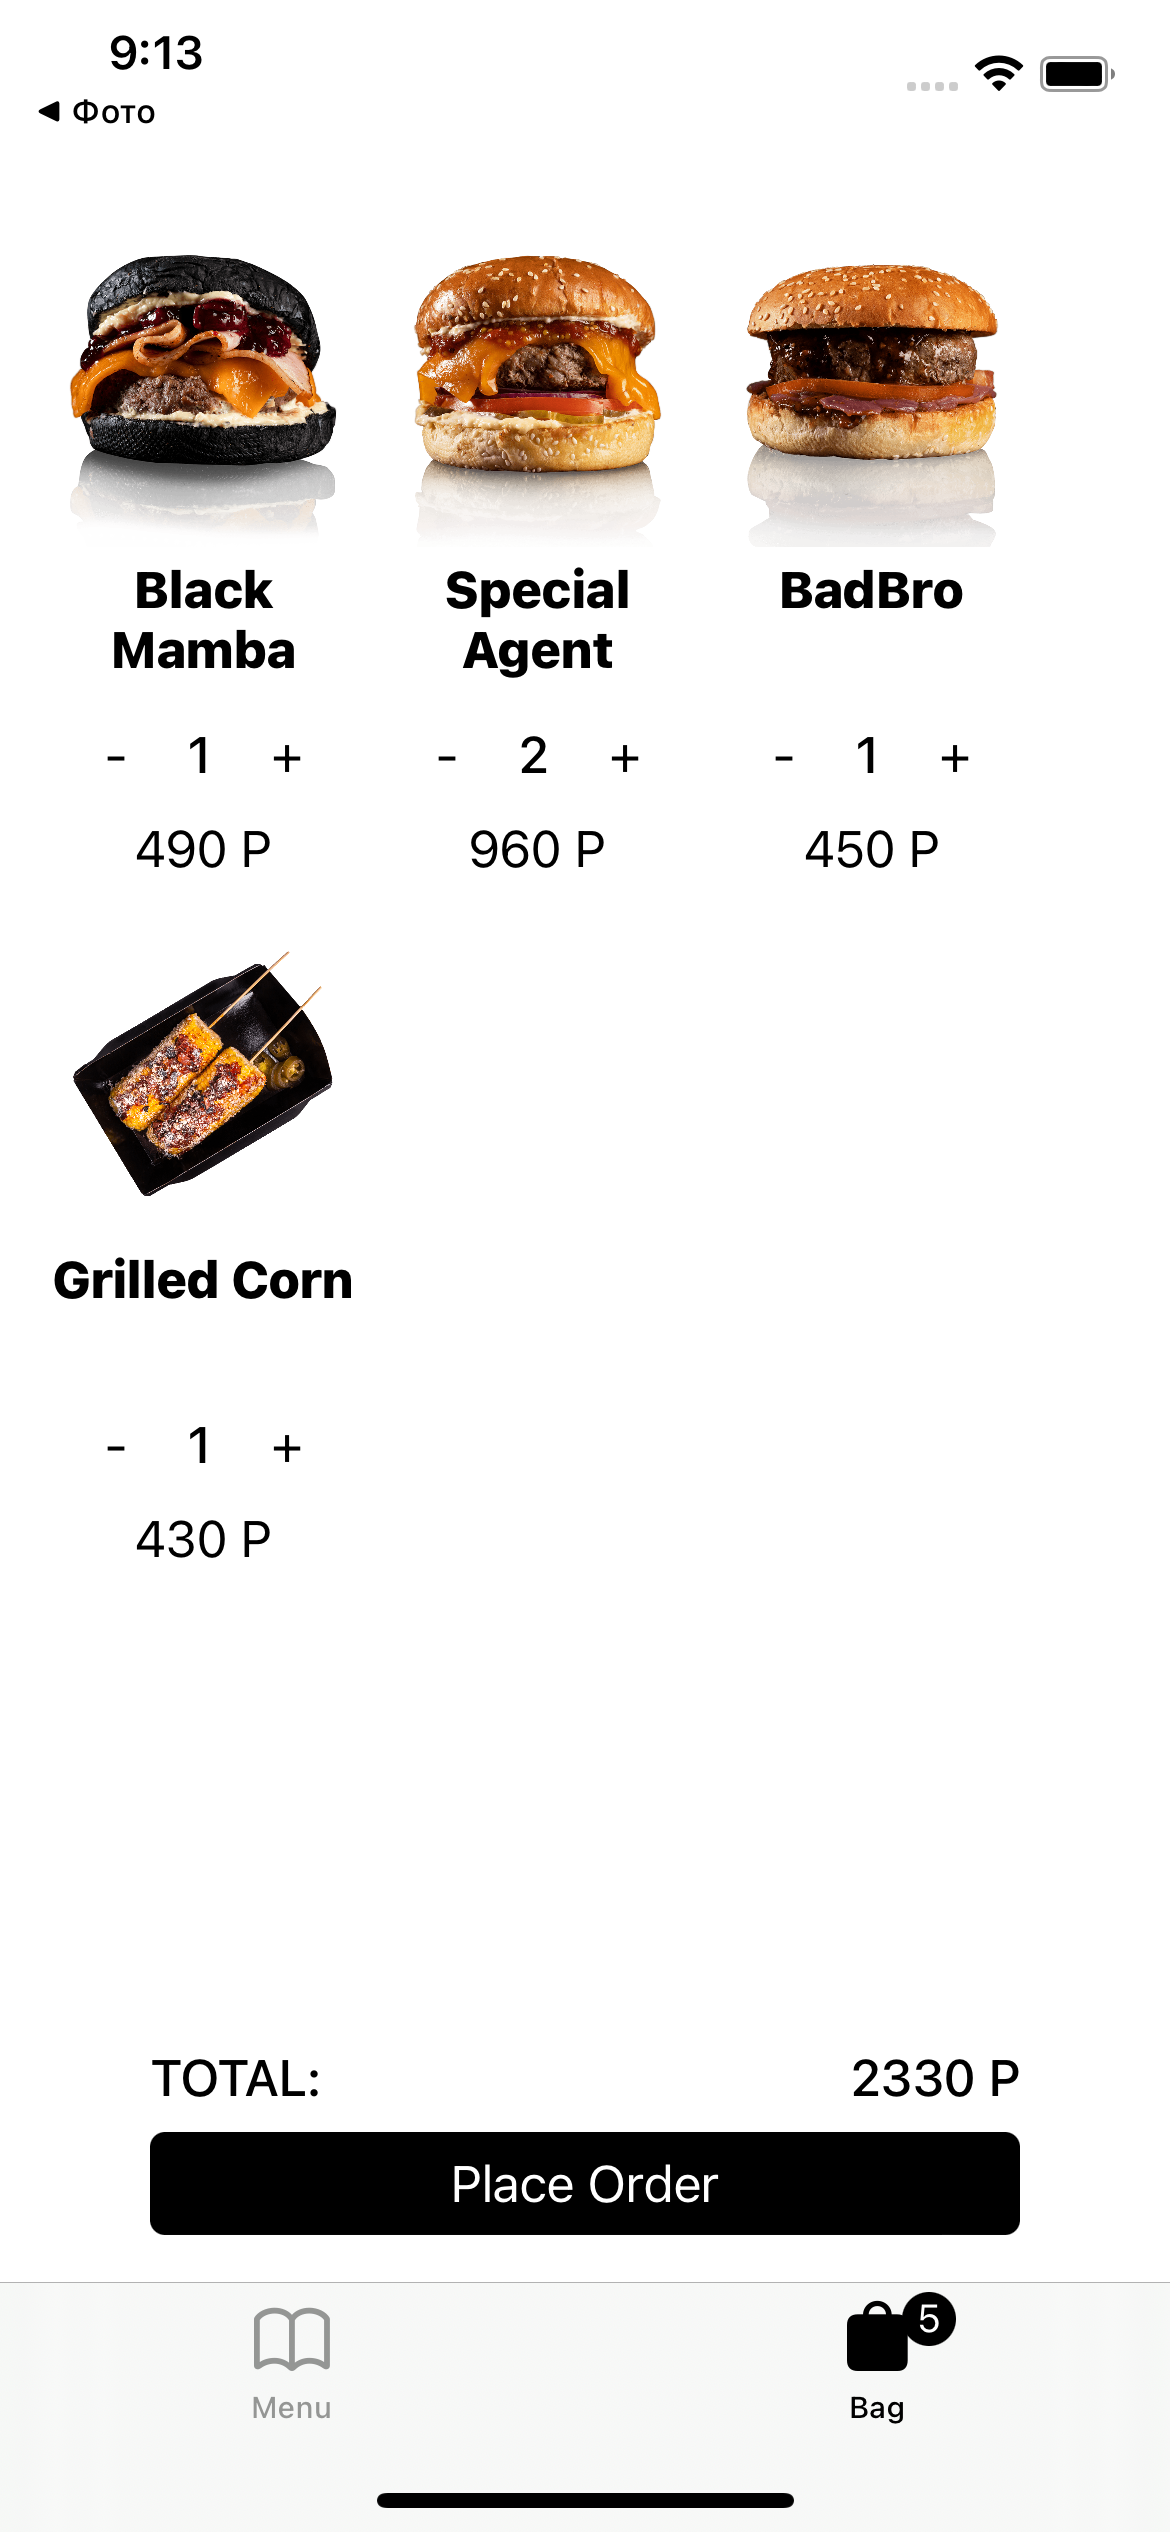 9:13
◀ Фото
Black
Mamba
Special
Agent
BadBro
- 1 +
- 2 +
- 1 +
490 P
960 P
450 P
Grilled Corn
- 1 +
430 P
TOTAL: 2330 P
Place Order
5
Menu
Bag